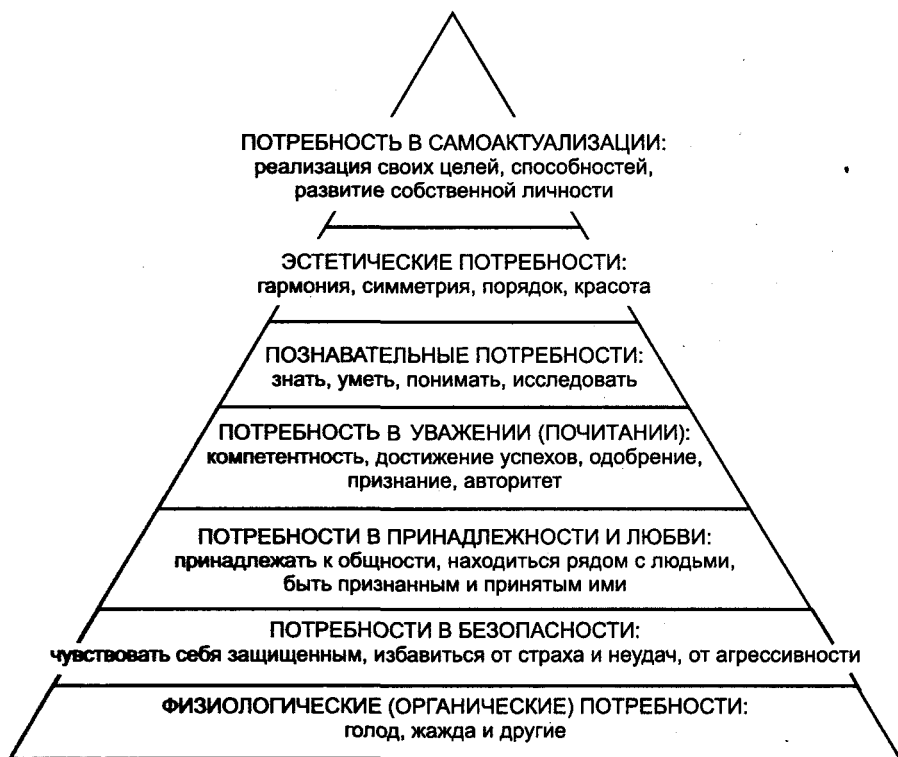 ПОТРЕБНОСТЬ В САМОАКТУАЛИЗАЦИИ:
реализация своих целей, способностей,
развитие собственной личности
ЭСТЕТИЧЕСКИЕ ПОТРЕБНОСТИ:
гармония, симметрия, порядок, красота
ПОЗНАВАТЕЛЬНЫЕ ПОТРЕБНОСТИ:
знать, уметь, понимать, исследовать
ПОТРЕБНОСТЬ В УВАЖЕНИИ (ПОЧИТАНИИ):
компетентность, достижение успехов, одобрение,
признание, авторитет
ПОТРЕБНОСТИ В ПРИНАДЛЕЖНОСТИ И ЛЮБВИ:
принадлежать к общности, находиться рядом с людьми,
быть признанным и принятым ими
ПОТРЕБНОСТИ В БЕЗОПАСНОСТИ:
чувствовать себя защищенным, избавиться от страха и неудач, от агрессивности
ФИЗИОЛОГИЧЕСКИЕ (ОРГАНИЧЕСКИЕ) ПОТРЕБНОСТИ:
голод, жажда и другие